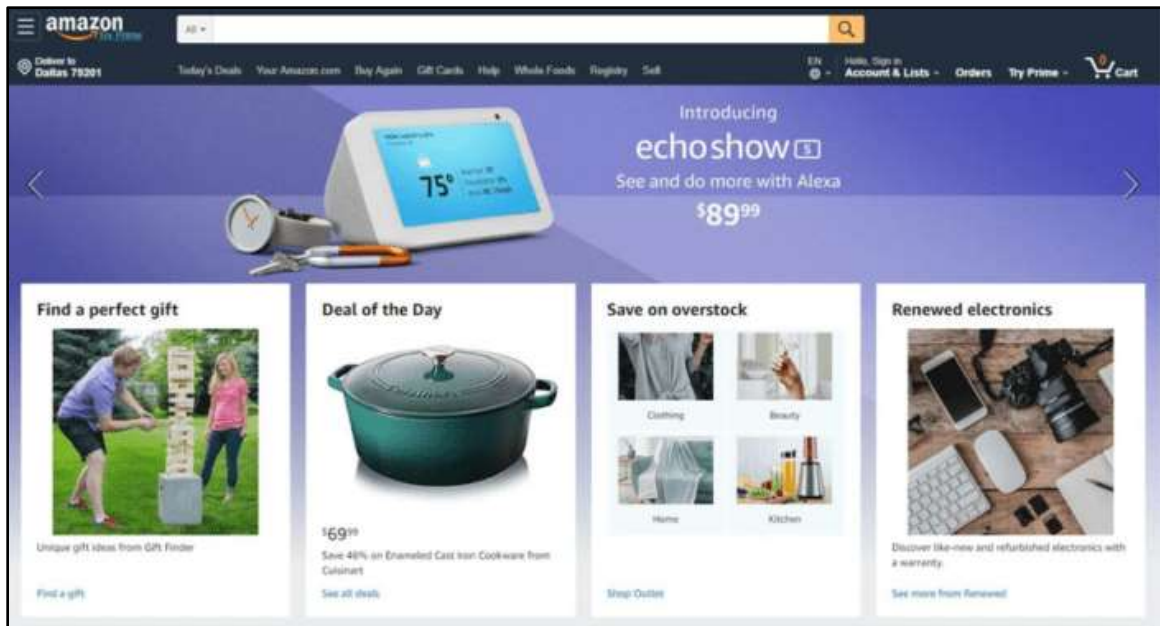 amazon
Try Prime
All
Deliver to
Dallas 75201
Today's Deals Your Amazon.com Buy Again Gift Cards Help Whole Foods Registry Sell
EN
Hello, Sign in
Account & Lists Orders Try Prime 0 Cart
Introducing
echo show 5
See and do more with Alexa
$89.99
75°
Find a perfect gift
Unique gift ideas from Gift Finder
Find a gift
Deal of the Day
$69.99
Save 46% on Enameled Cast Iron Cookware from
Cuisinart
See all deals
Save on overstock
Clothing Beauty
Home Kitchen
Shop Outlet
Renewed electronics
Discover like-new and refurbished electronics with
a warranty.
See more from Renewed